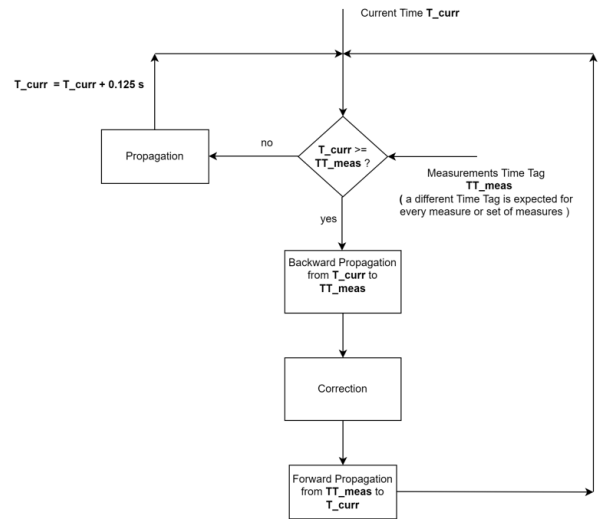 Current Time T_curr
T_curr = T_curr + 0.125 s
Propagation
no
T_curr >=
TT_meas ?
Measurements Time Tag
TT_meas
( a different Time Tag is expected for
every measure or set of measures )
yes
Backward Propagation
from T_curr to
TT_meas
Correction
Forward Propagation
from TT_meas to
T_curr